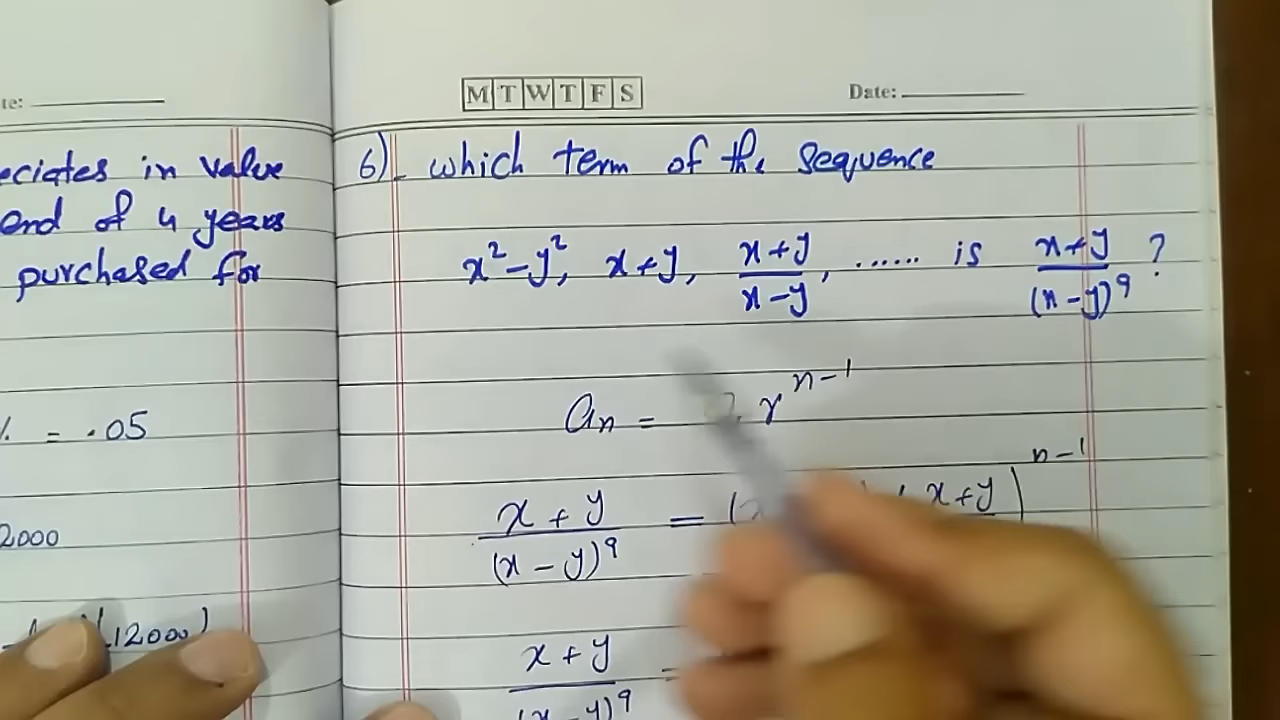 te:
eciates in value
end of 4 years
purchased for
= .05
2000
(12000)
M T W T F S
Date:
6) which term of the sequence
x²-y², x+y, x+y/x-y, ...... is x+y/(x-y)⁹ ?
aₙ = r^(n-1)
x+y/(x-y)⁹ = ( x+y )^(n-1)
x+y/(x-y)⁹